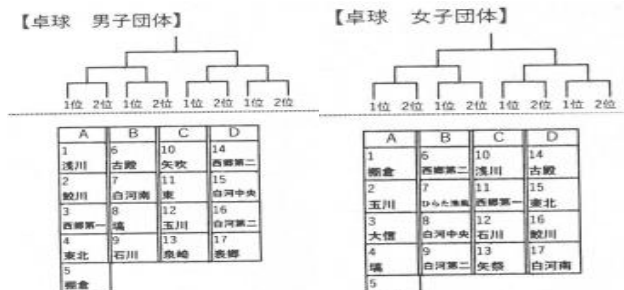 【卓球 男子団体】
1位 2位 1位 2位 1位 2位 1位 2位
A B C D
1 6 10 14
浅川 古殿 矢吹 西郷第二
2 7 11 15
鮫川 白河南 東 白河中央
3 8 12 16
西郷第一 塙 玉川 白河第二
4 9 13 17
東北 石川 泉崎 表郷
5
棚倉
【卓球 女子団体】
1位 2位 1位 2位 1位 2位 1位 2位
A B C D
1 6 10 14
棚倉 西郷第二 浅川 古殿
2 7 11 15
玉川 ひらた清風 西郷第一 東北
3 8 12 16
大信 白河中央 石川 鮫川
4 9 13 17
塙 白河第二 矢祭 白河南
5